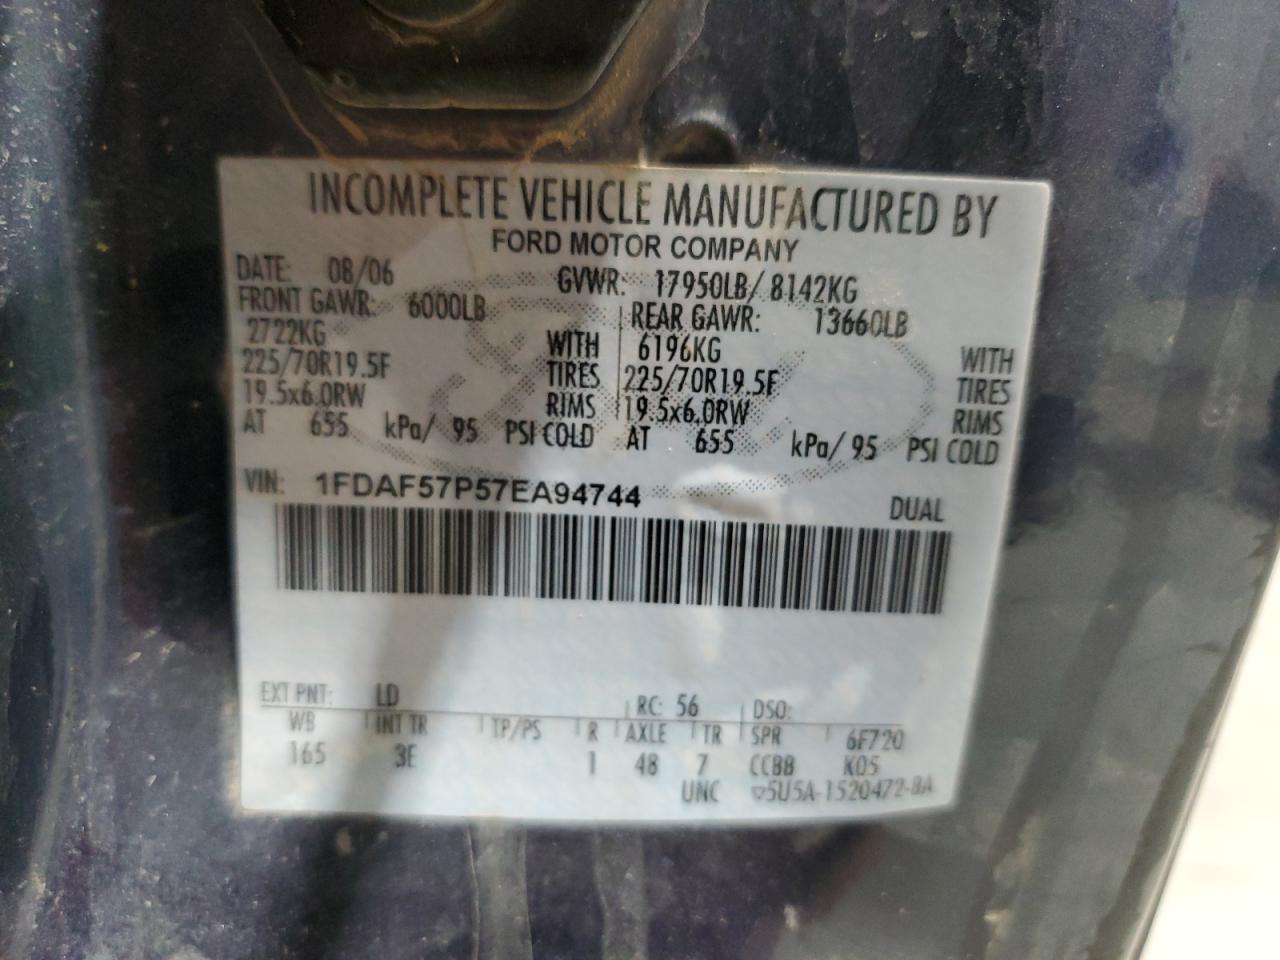 INCOMPLETE VEHICLE MANUFACTURED BY
FORD MOTOR COMPANY
DATE: 08/06 GVWR: 17950LB/ 8142KG
FRONT GAWR: 6000LB REAR GAWR: 13660LB
2722KG WITH 6196KG WITH
225/70R19.5F TIRES 225/70R19.5F TIRES
19.5x6.0RW RIMS 19.5x6.0RW RIMS
AT 655 kPa/ 95 PSI COLD AT 655 kPa/ 95 PSI COLD
VIN: 1FDAF57P57EA94744 DUAL
EXT PNT: LD RC: 56 DSO:
WB INT TR TP/PS R AXLE TR SPR 6F720
165 3E 1 48 7 CCBB K05
UNC ▽5U5A-1520472-BA